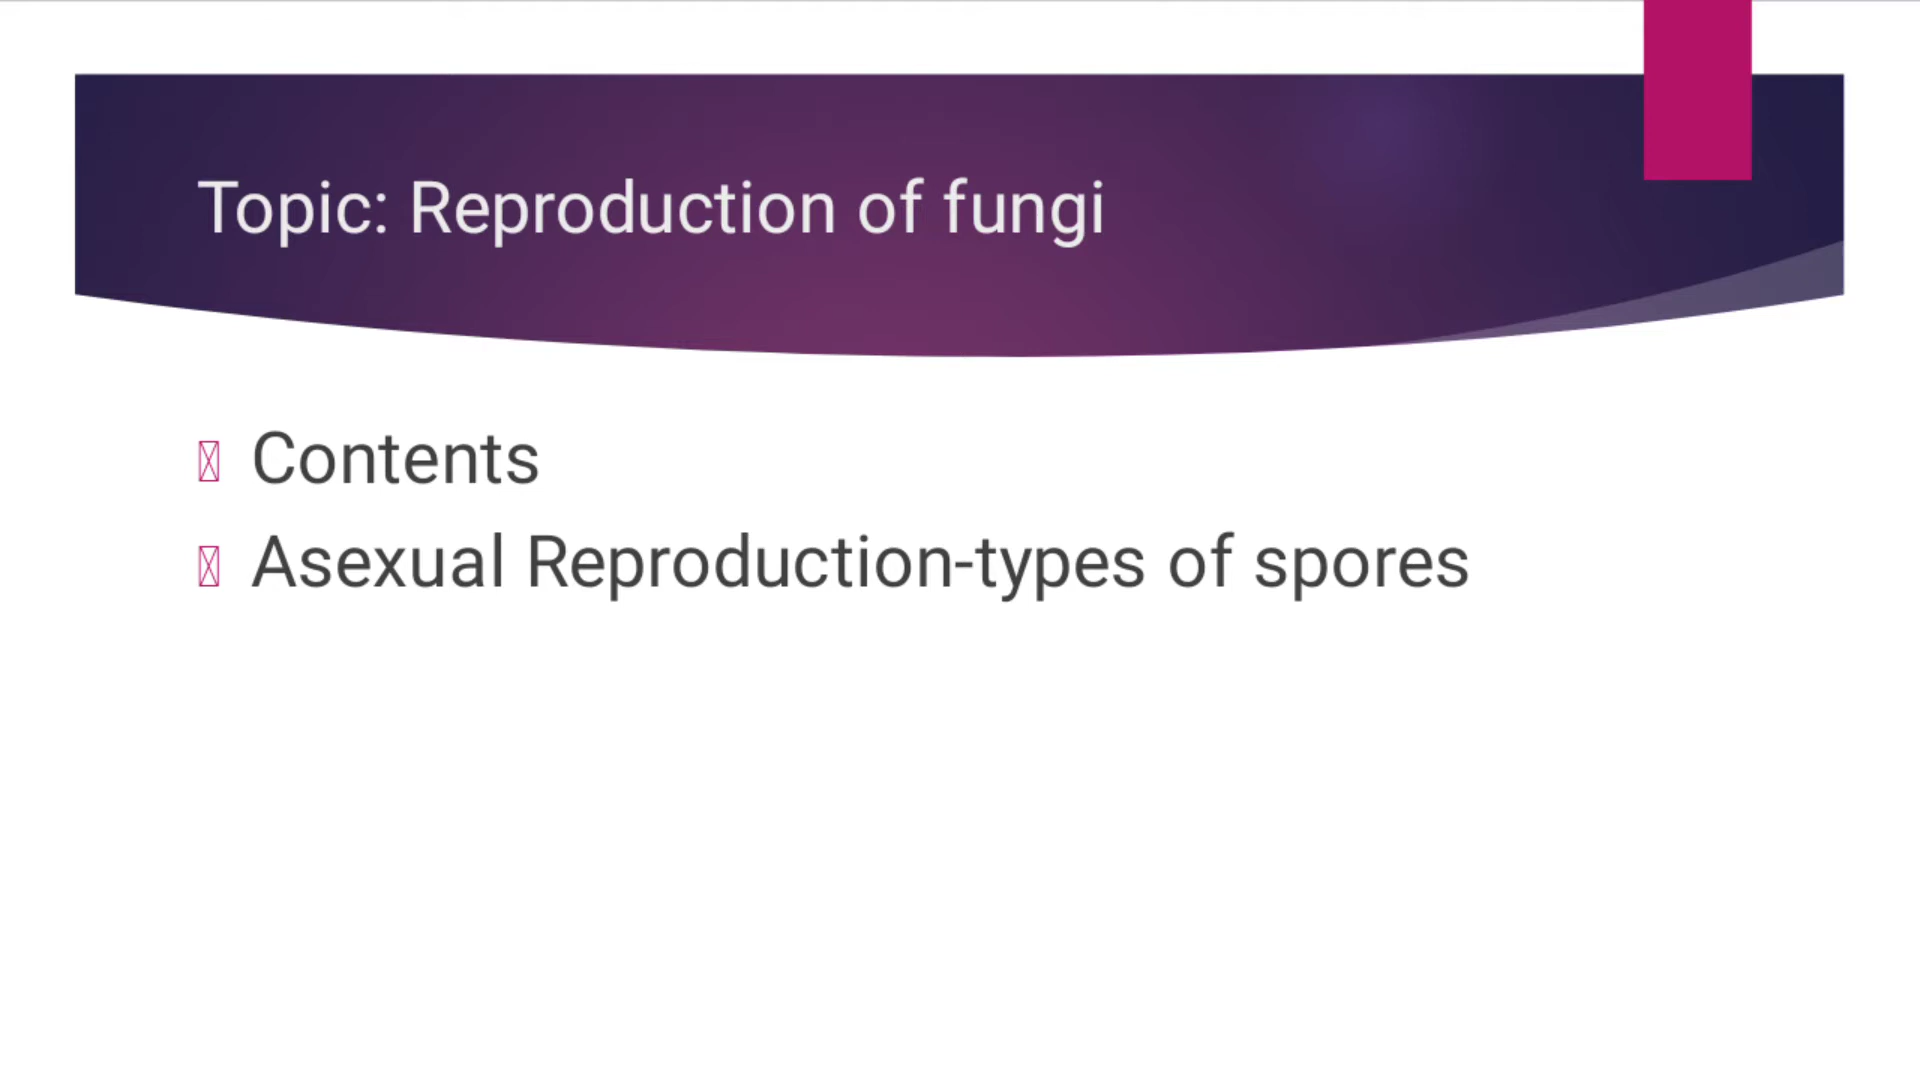 Topic: Reproduction of fungi
Contents
Asexual Reproduction-types of spores